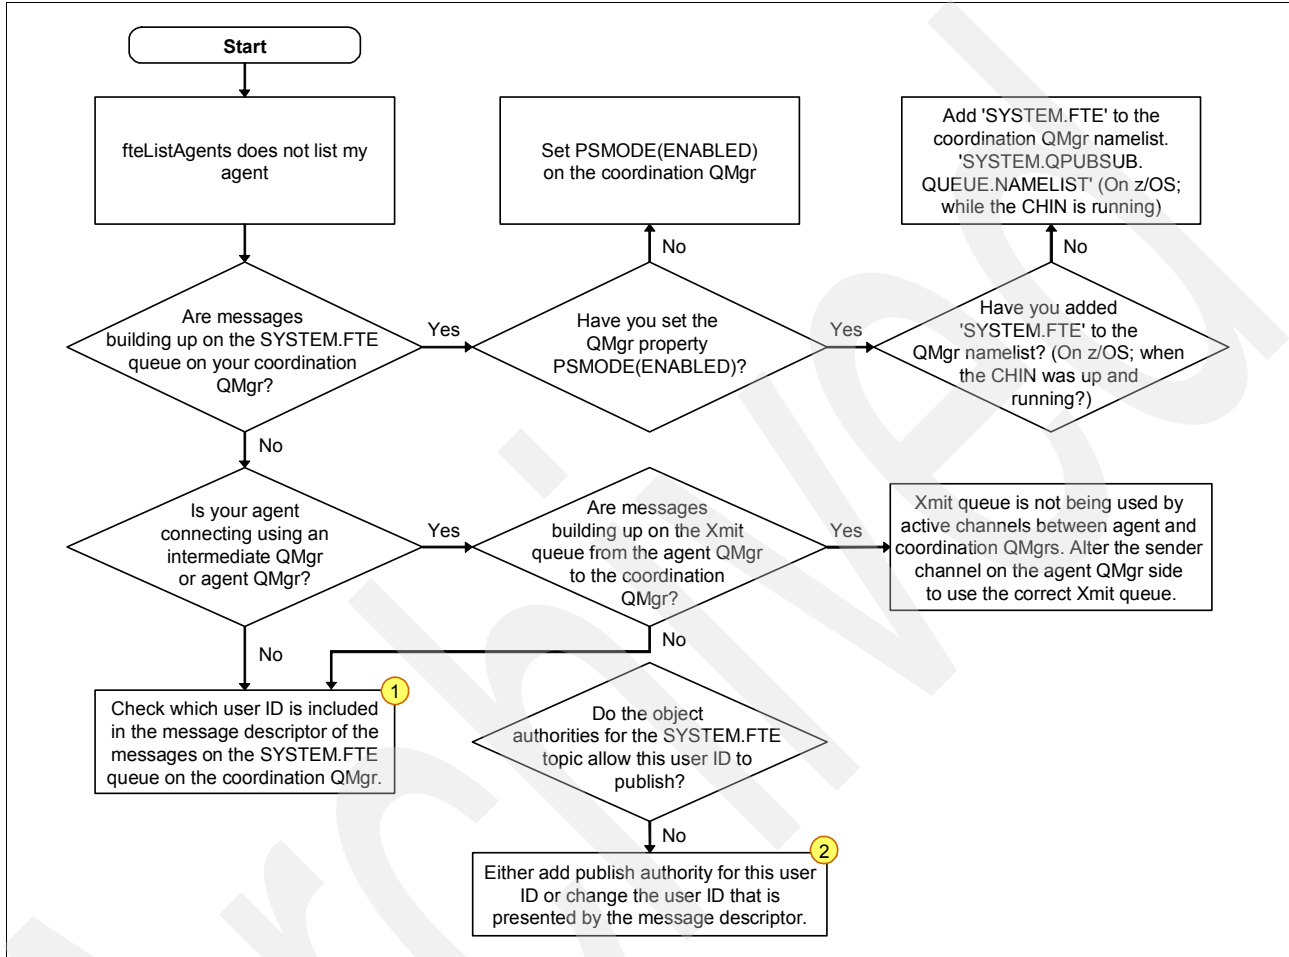 Start
fteListAgents does not list my
agent
Set PSMODE(ENABLED)
on the coordination QMgr
Add 'SYSTEM.FTE' to the
coordination QMgr namelist.
'SYSTEM.QPUBSUB.
QUEUE.NAMELIST' (On z/OS;
while the CHIN is running)
No
No
Are messages
building up on the SYSTEM.FTE
queue on your coordination
QMgr?
Yes
Have you set the
QMgr property
PSMODE(ENABLED)?
Yes
Have you added
'SYSTEM.FTE' to the
QMgr namelist? (On z/OS; when
the CHIN was up and
running?)
No
Is your agent
connecting using an
intermediate QMgr
or agent QMgr?
Yes
Are messages
building up on the Xmit
queue from the agent QMgr
to the coordination
QMgr?
Yes
Xmit queue is not being used by
active channels between agent and
coordination QMgrs. Alter the sender
channel on the agent QMgr side
to use the correct Xmit queue.
No
No
1
Check which user ID is included
in the message descriptor of the
messages on the SYSTEM.FTE
queue on the coordination QMgr.
Do the object
authorities for the SYSTEM.FTE
topic allow this user ID to
publish?
No
2
Either add publish authority for this user
ID or change the user ID that is
presented by the message descriptor.
Archived